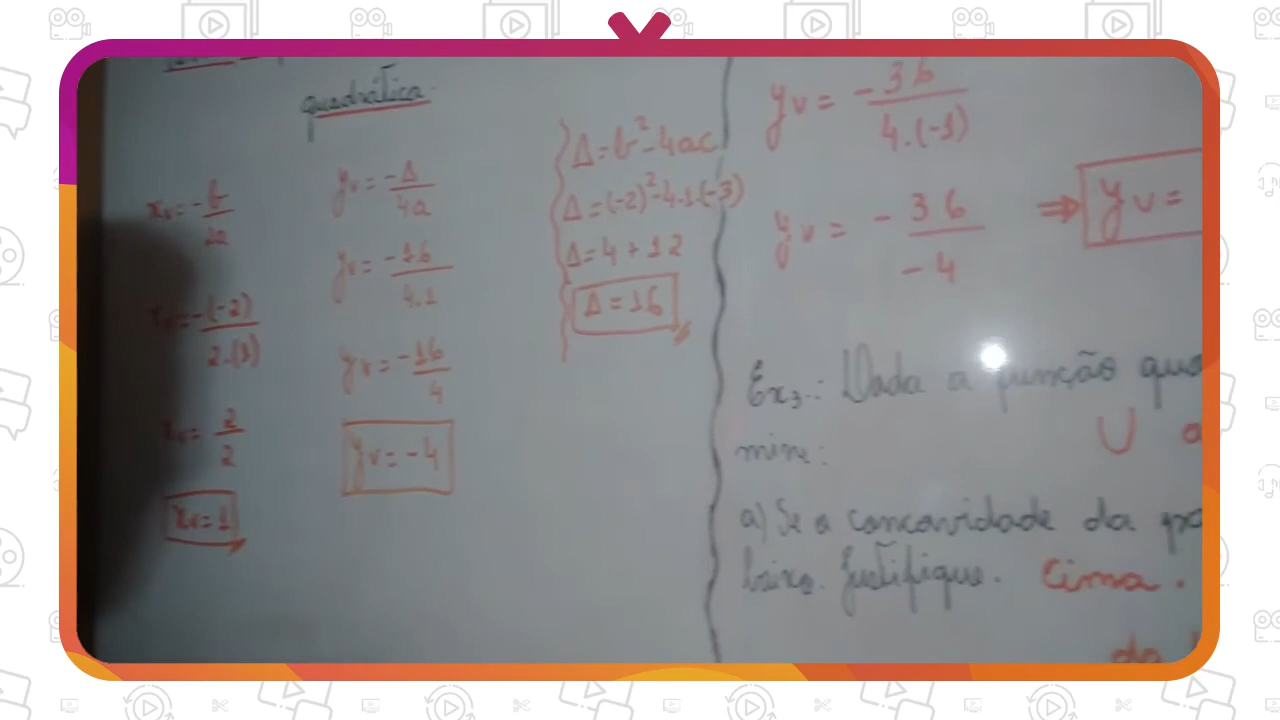 quadrática.
xv = -b/2a
xv = -(-2)/2.(1)
xv = 2/2
xv = 1
yv = -Δ/4a
yv = -16/4.1
yv = -16/4
yv = -4
Δ = b² - 4ac
Δ = (-2)² - 4.1.(-3)
Δ = 4 + 12
Δ = 16
yv = -36/4.(-1)
yv = -36/-4 ⇒ yv =
Ex3.: Dada a função qua
mine: U a
a) Se a concavidade da
baixo. Justifique. Cima.
da